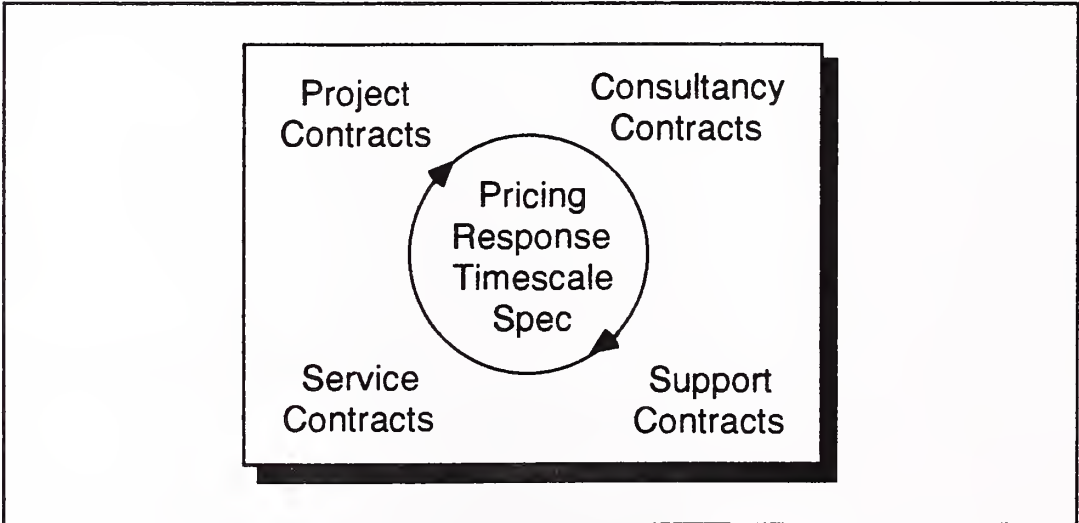 Project
Contracts
Consultancy
Contracts
Pricing
Response
Timescale
Spec
Service
Contracts
Support
Contracts